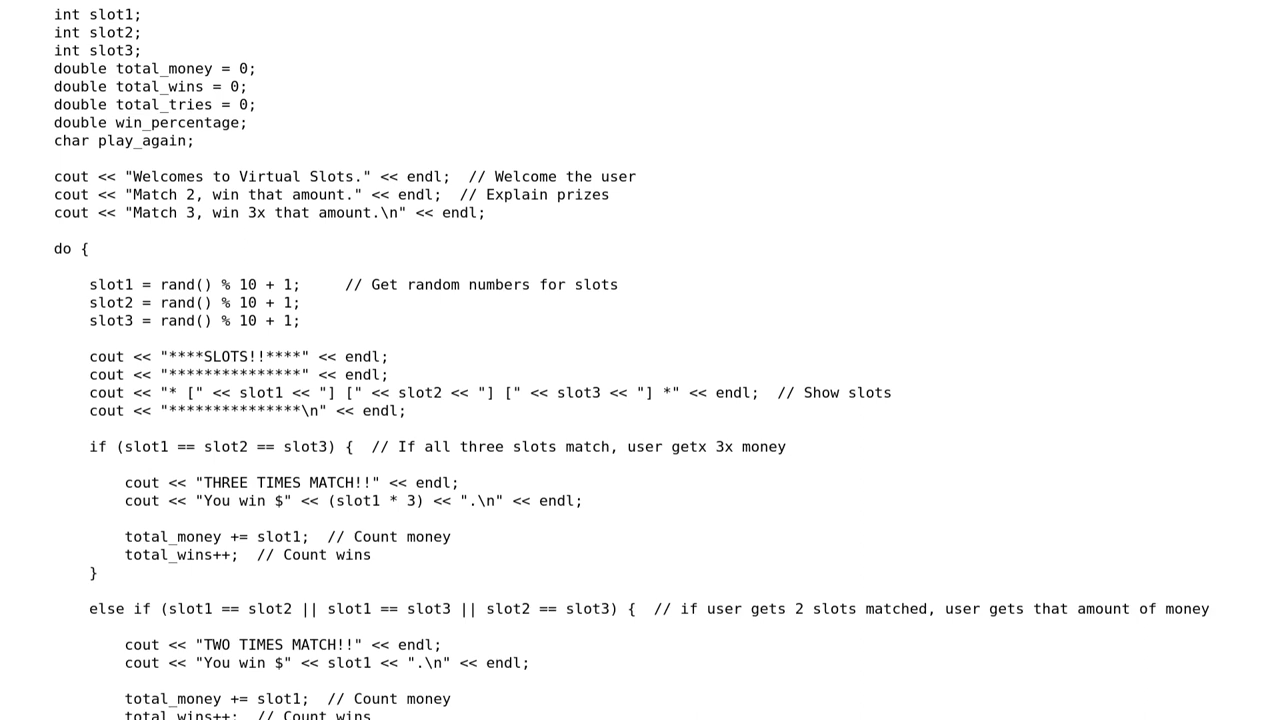 int slot1;
int slot2;
int slot3;
double total_money = 0;
double total_wins = 0;
double total_tries = 0;
double win_percentage;
char play_again;

cout << "Welcomes to Virtual Slots." << endl;  // Welcome the user
cout << "Match 2, win that amount." << endl;  // Explain prizes
cout << "Match 3, win 3x that amount.\n" << endl;

do {

    slot1 = rand() % 10 + 1;     // Get random numbers for slots
    slot2 = rand() % 10 + 1;
    slot3 = rand() % 10 + 1;

    cout << "****SLOTS!!****" << endl;
    cout << "***************" << endl;
    cout << "* [" << slot1 << "] [" << slot2 << "] [" << slot3 << "] *" << endl;  // Show slots
    cout << "***************\n" << endl;

    if (slot1 == slot2 == slot3) {  // If all three slots match, user getx 3x money

        cout << "THREE TIMES MATCH!!" << endl;
        cout << "You win $" << (slot1 * 3) << ".\n" << endl;

        total_money += slot1;  // Count money
        total_wins++;  // Count wins
    }

    else if (slot1 == slot2 || slot1 == slot3 || slot2 == slot3) {  // if user gets 2 slots matched, user gets that amount of money

        cout << "TWO TIMES MATCH!!" << endl;
        cout << "You win $" << slot1 << ".\n" << endl;

        total_money += slot1;  // Count money
        total_wins++;  // Count wins